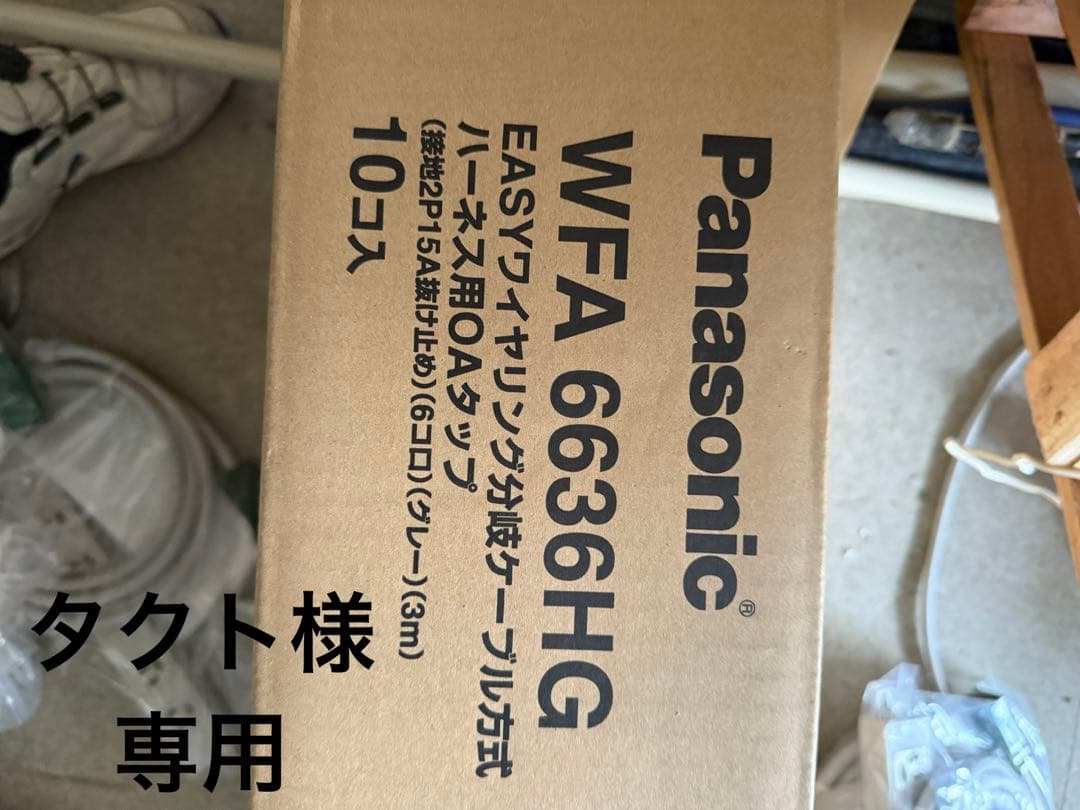 Panasonic®
WFA 6636HG
EASYワイヤリング分岐ケーブル方式
ハーネス用OAタップ
(接地2P15A抜け止め)(6コ口)(グレー)(3m)
10コ入
タクト様
専用